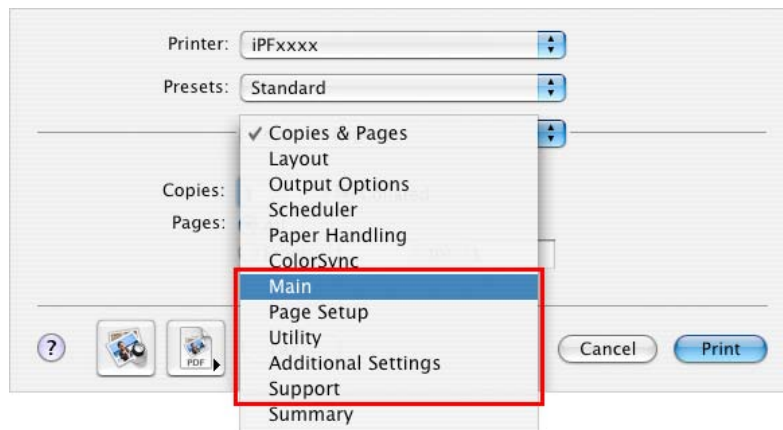 Printer: iPFxxxx
Presets: Standard
✓ Copies & Pages
Layout
Output Options
Copies:
Scheduler
Pages:
Paper Handling
ColorSync
Main
Page Setup
Utility
? PDF Cancel Print
Additional Settings
Support
Summary